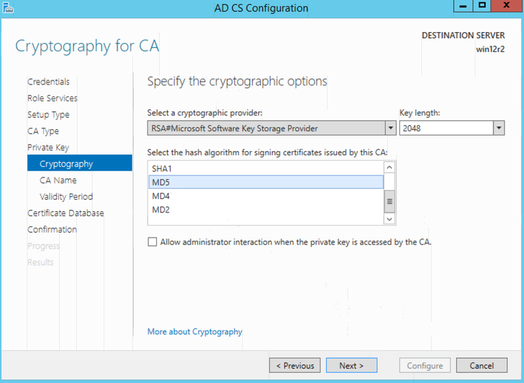 AD CS Configuration
Cryptography for CA
DESTINATION SERVER
win12r2
Credentials
Role Services
Setup Type
CA Type
Private Key
Cryptography
CA Name
Validity Period
Certificate Database
Confirmation
Progress
Results
Specify the cryptographic options
Select a cryptographic provider:
Key length:
RSA#Microsoft Software Key Storage Provider
2048
Select the hash algorithm for signing certificates issued by this CA:
SHA1
MD5
MD4
MD2
Allow administrator interaction when the private key is accessed by the CA.
More about Cryptography
< Previous
Next >
Configure
Cancel